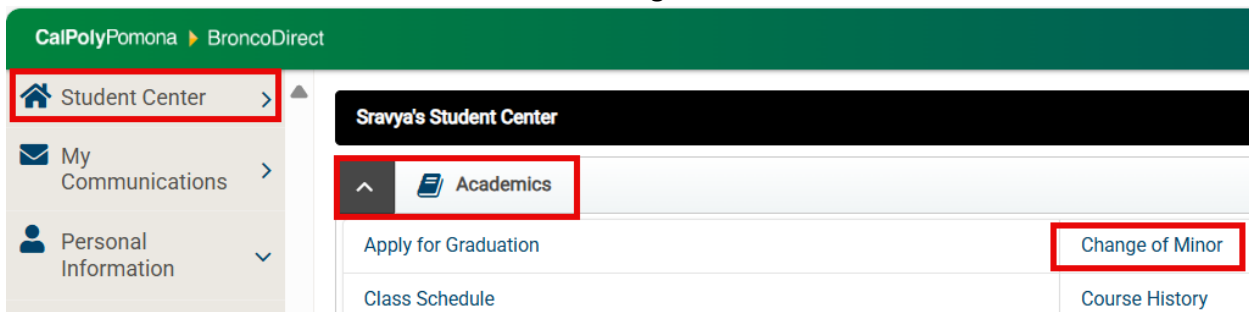 CalPolyPomona BroncoDirect
Student Center
My
Communications
Personal
Information
Sravya's Student Center
Academics
Apply for Graduation
Change of Minor
Class Schedule
Course History